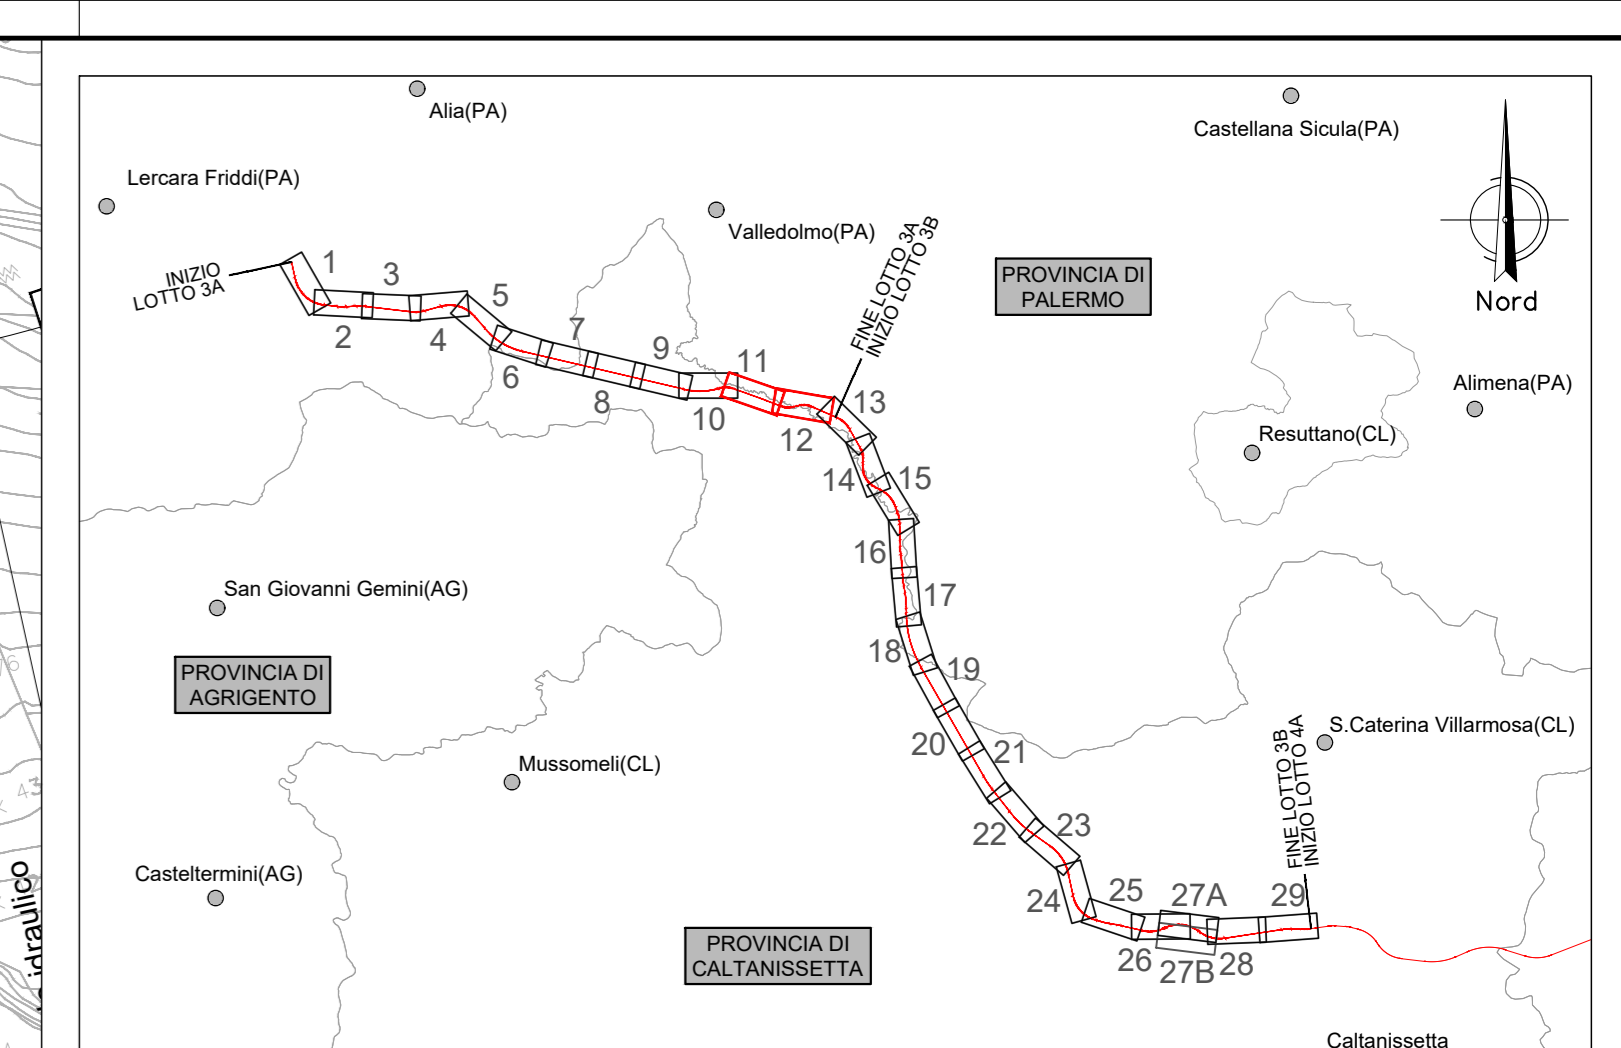 Alia(PA)
Castellana Sicula(PA)
Lercara Friddi(PA)
Valledolmo(PA)
FINE LOTTO 3A
INIZIO LOTTO 3B
PROVINCIA DI
PALERMO
Nord
INIZIO
LOTTO 3A
1
2
3
4
5
6
7
8
9
10
11
12
13
14
15
16
17
18
19
20
21
22
23
24
25
26
27A
27B
28
29
Alimena(PA)
Resuttano(CL)
San Giovanni Gemini(AG)
PROVINCIA DI
AGRIGENTO
S.Caterina Villarmosa(CL)
FINE LOTTO 3B
INIZIO LOTTO 4A
Mussomeli(CL)
Casteltermini(AG)
PROVINCIA DI
CALTANISSETTA
Caltanissetta
idraulico